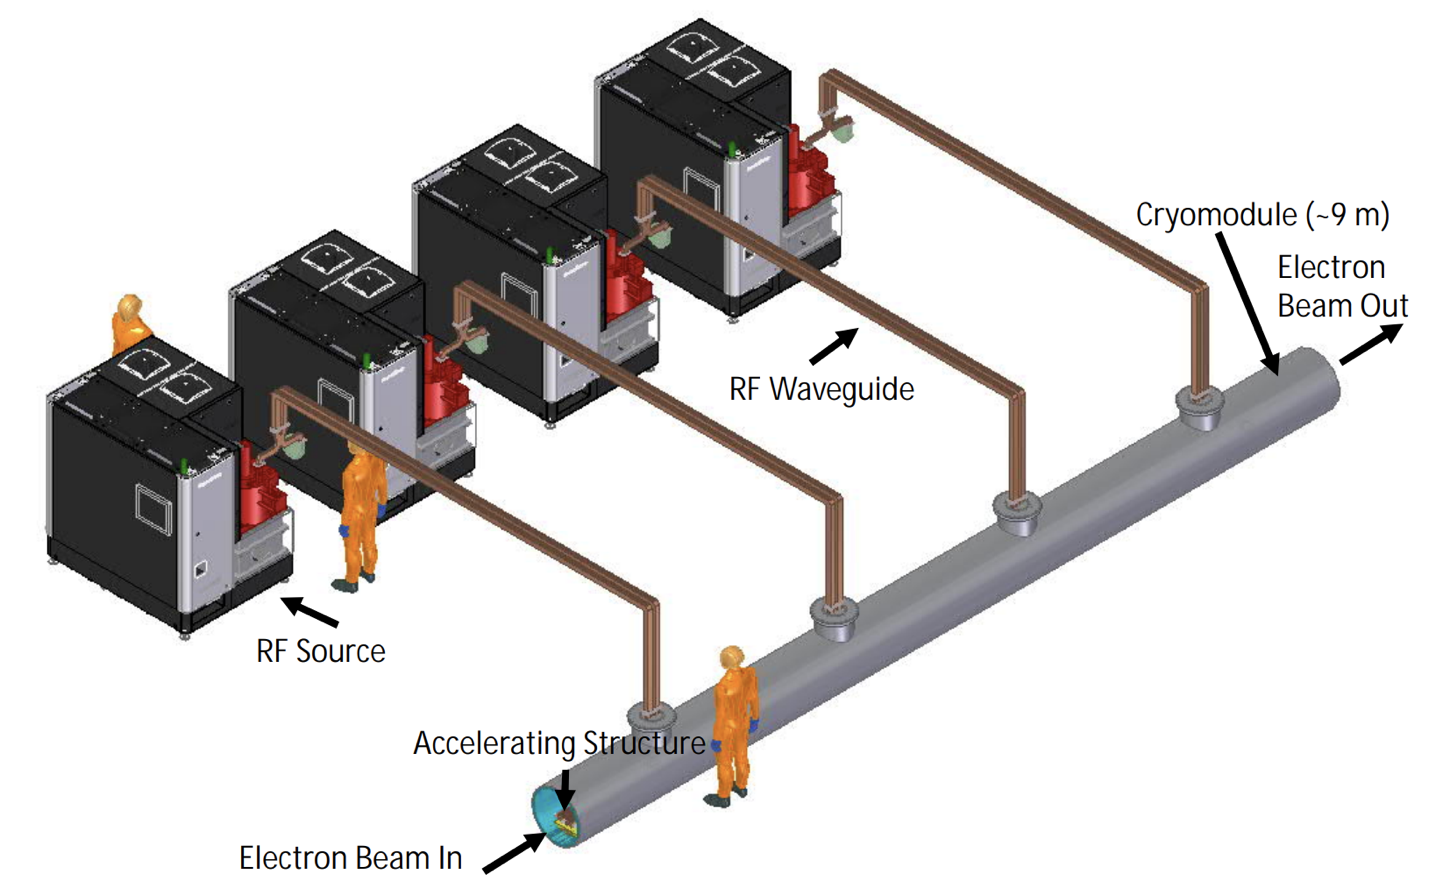 Cryomodule (~9 m)
Electron
Beam Out
RF Waveguide
RF Source
Accelerating Structure
Electron Beam In